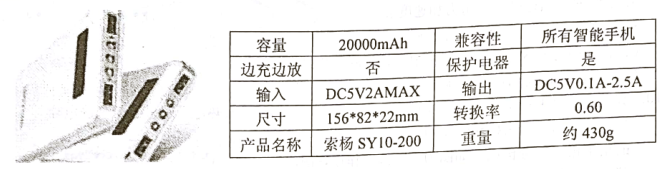 容量 20000mAh 兼容性 所有智能手机
边充边放 否 保护电器 是
输入 DC5V2AMAX 输出 DC5V0.1A-2.5A
尺寸 156*82*22mm 转换率 0.60
产品名称 索杨 SY10-200 重量 约 430g